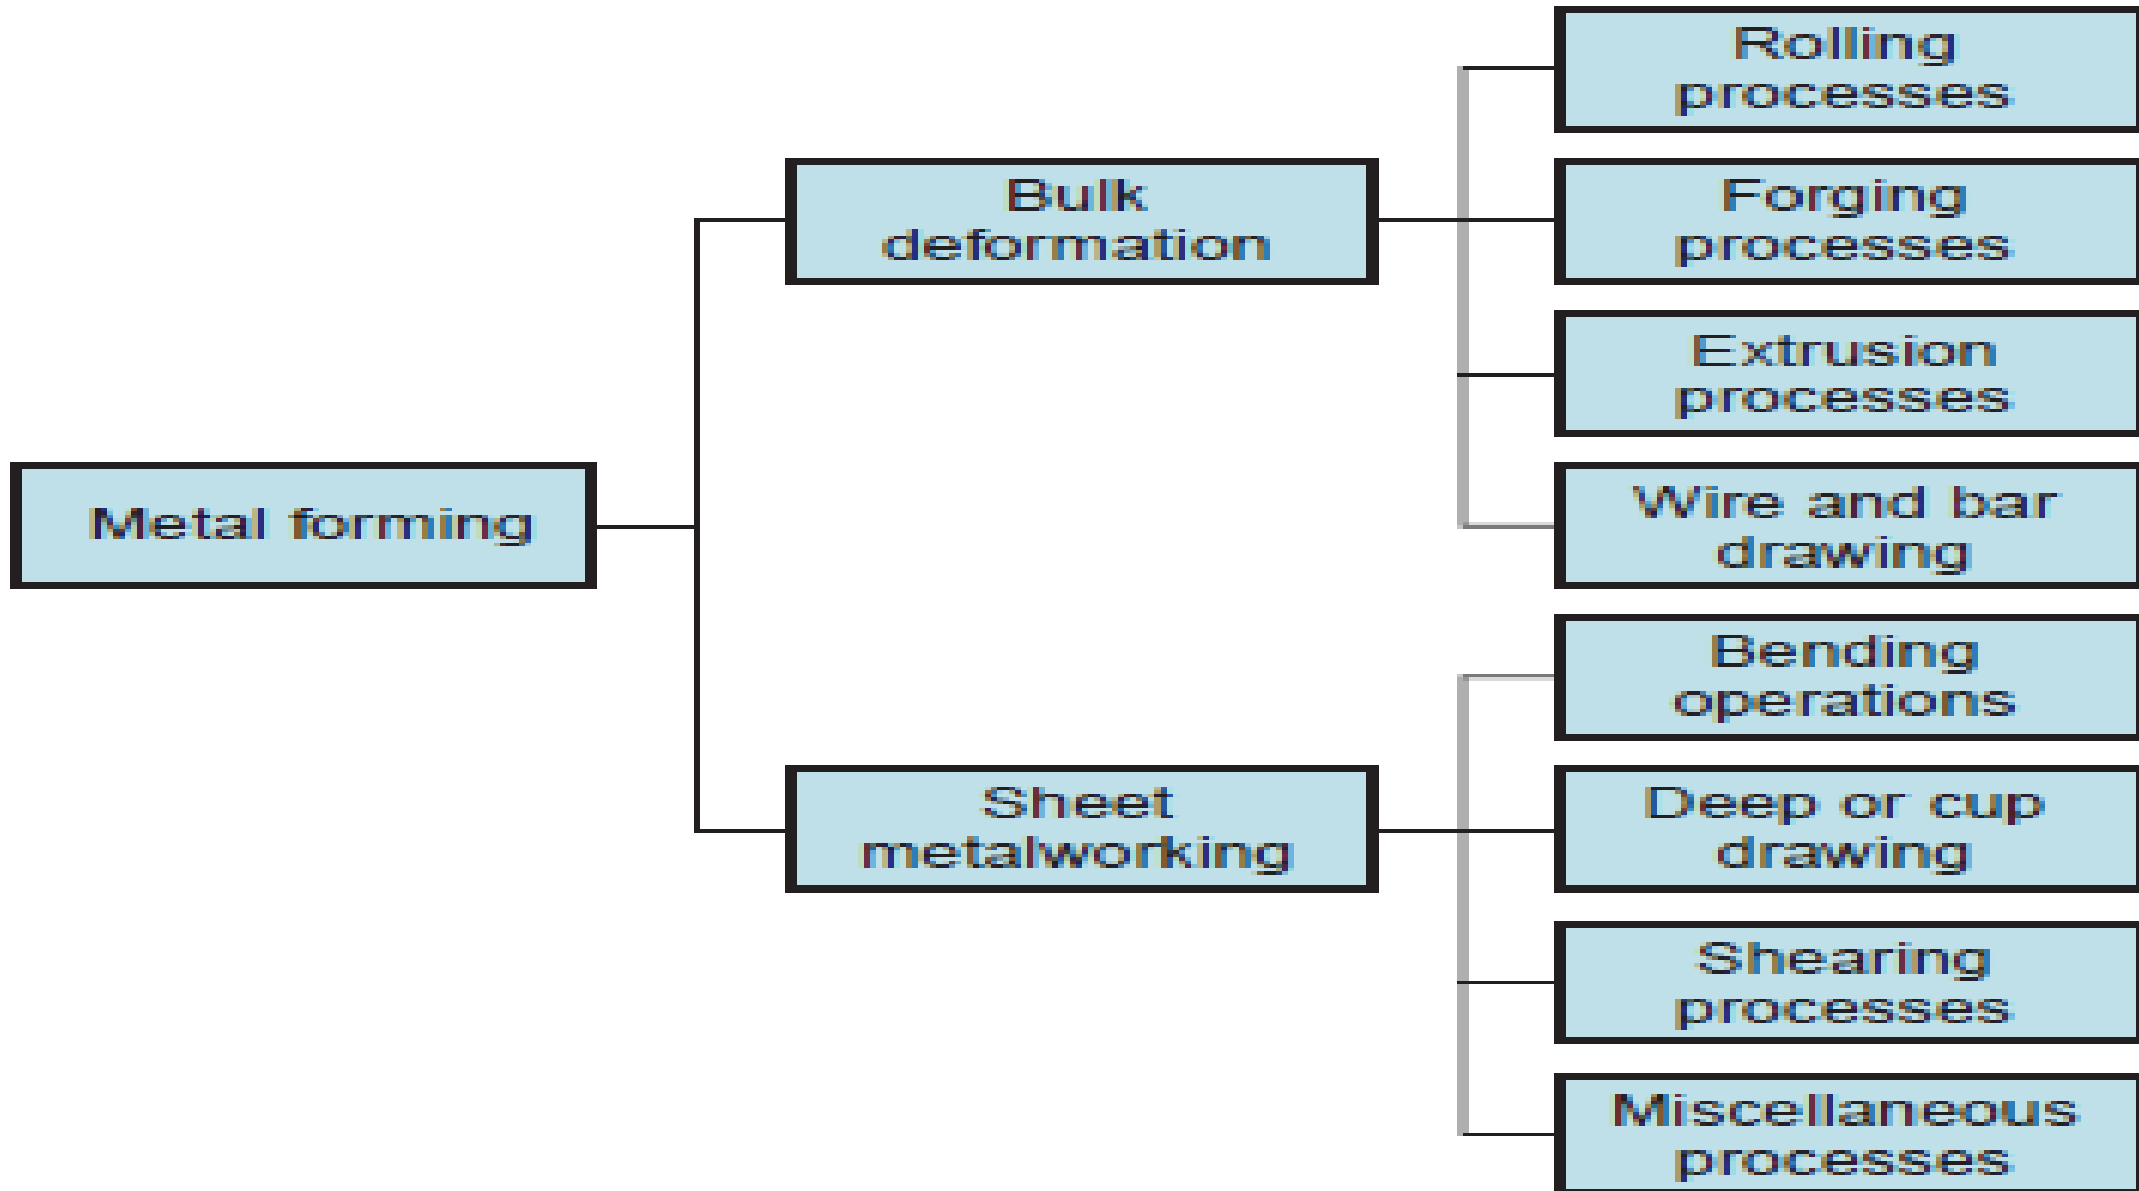 Rolling
processes
Bulk
deformation
Forging
processes
Extrusion
processes
Metal forming
Wire and bar
drawing
Bending
operations
Sheet
metalworking
Deep or cup
drawing
Shearing
processes
Miscellaneous
processes